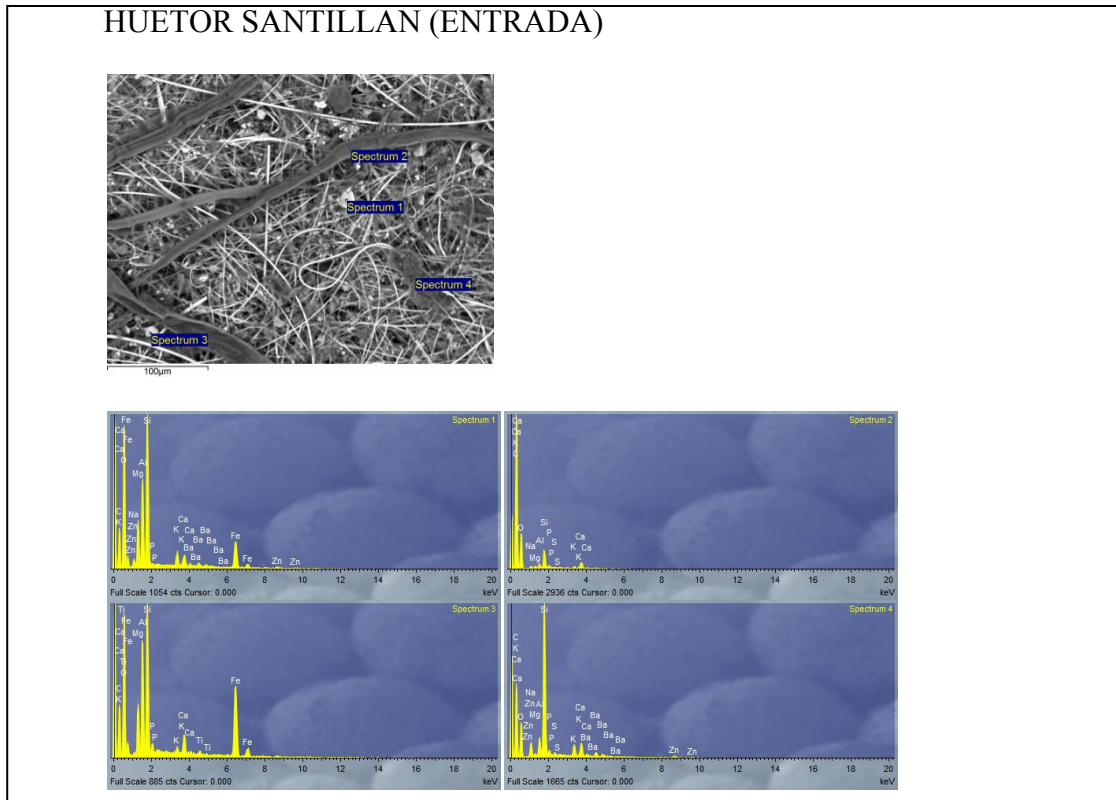 HUETOR SANTILLAN (ENTRADA)
Spectrum 2
Spectrum 1
Spectrum 4
Spectrum 3
100µm
Spectrum 1
Fe
Si
Ca
Fe
Ca
O
Al
Mg
C
Na
K
Zn
Zn
Zn
P
P
Ca
K
Ca
Ba
K
Ba
Ba
Ba
Ba
Ba
Fe
Fe
Zn
Zn
0 2 4 6 8 10 12 14 16 18 20
Full Scale 1054 cts Cursor: 0.000 keV
Spectrum 2
Ca
Ca
K
C
O
Si
P
Na
Al
S
Mg
P
S
Ca
K
Ca
K
0 2 4 6 8 10 12 14 16 18 20
Full Scale 2936 cts Cursor: 0.000 keV
Spectrum 3
Ti
Si
Fe
Ca
Al
Mg
Fe
Ca
Ti
O
C
K
P
P
Ca
K
Ca
K
Ti
Ti
Fe
Fe
0 2 4 6 8 10 12 14 16 18 20
Full Scale 885 cts Cursor: 0.000 keV
Spectrum 4
Si
C
K
Ca
Ca
Na
Zn
Al
O
Mg
Zn
Zn
P
S
P
S
Ca
K
Ba
Ca
Ba
K
Ba
Ba
Ba
Ba
Zn
Zn
0 2 4 6 8 10 12 14 16 18 20
Full Scale 1665 cts Cursor: 0.000 keV